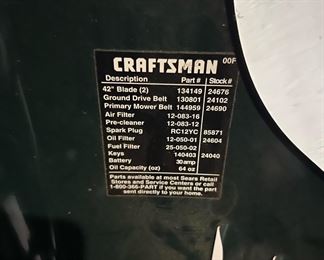 CRAFTSMAN 00F
Description Part # Stock#
42" Blade (2) 134149 24676
Ground Drive Belt 130801 24102
Primary Mower Belt 144959 24690
Air Filter 12-083-16
Pre-cleaner 12-083-12
Spark Plug RC12YC 85871
Oil Filter 12-050-01 24604
Fuel Filter 25-050-02
Keys 140403 24040
Battery 30amp
Oil Capacity (oz) 64 oz
Parts available at most Sears Retail
Stores and Service Centers or call
1-800-366-PART if you want the part
sent directly to your home.